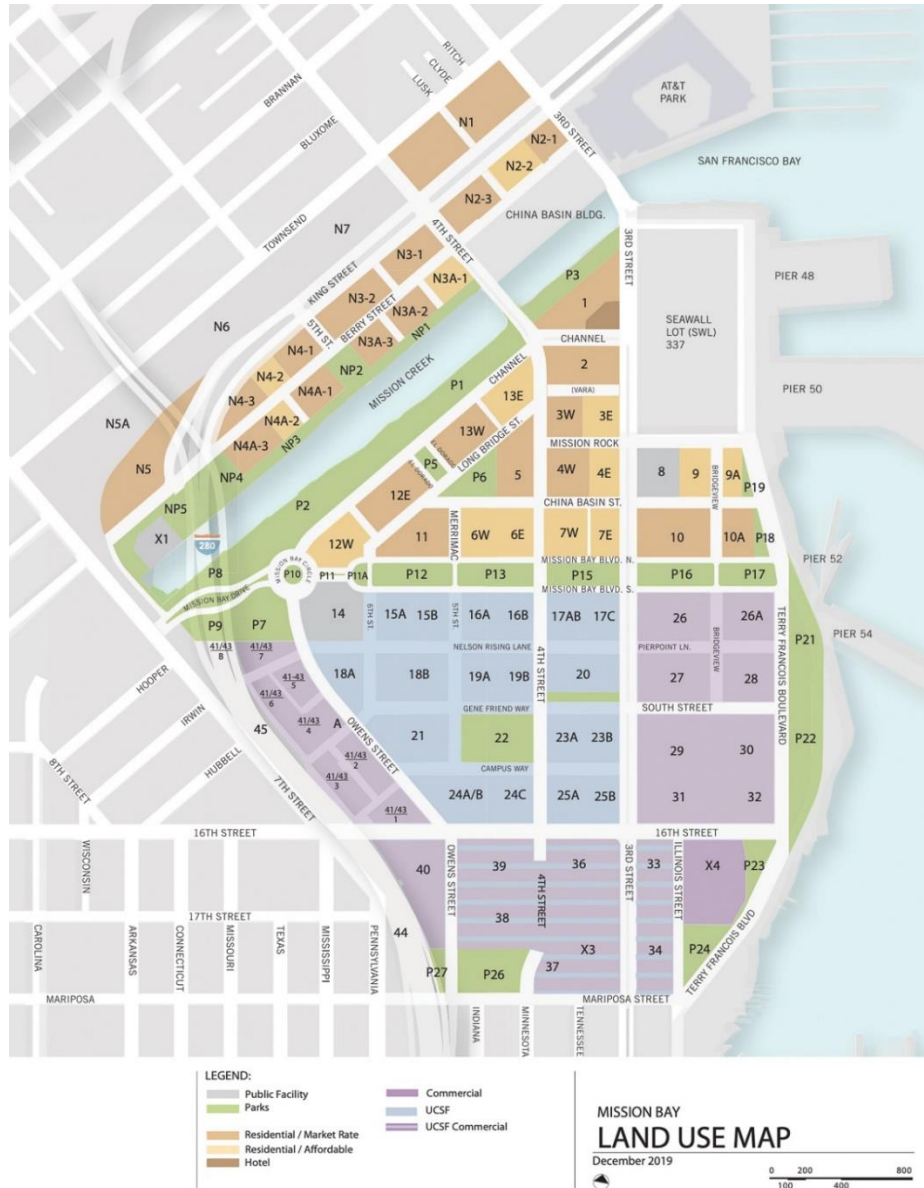 RITCH
CLYDE
LUSK
BRANNAN
BLUXOME
3RD STREET
AT&T
PARK
N1
N2-1
N2-2
SAN FRANCISCO BAY
N2-3
CHINA BASIN BLDG.
TOWNSEND
N7
4TH STREET
3RD STREET
N3-1
KING STREET
P3
N3A-1
PIER 48
N3-2
BERRY STREET
N3A-2
1
N6
5TH ST.
NP1
SEAWALL
LOT (SWL)
337
N4-1
N3A-3
CHANNEL
NP2
N4-2
MISSION CREEK
CHANNEL
2
N4A-1
P1
PIER 50
N4-3
13E
(VARA)
N4A-2
NP3
3W
3E
N5A
N4A-3
13W
LONG BRIDGE ST.
MISSION ROCK
EL DORADO
EL DORADO
P5
N5
NP4
P6
5
4W
4E
8
9
BRIDGEVIEW
9A
P19
12E
P2
CHINA BASIN ST.
NP5
X1
280
12W
11
MERRIMAC
6W
6E
7W
7E
10
10A
P18
MISSION BAY BLVD. N.
PIER 52
P8
MISSION BAY CIRCLE
P10
P11
P11A
P12
P13
P15
P16
P17
MISSION BAY DRIVE
MISSION BAY BLVD. S.
P9
P7
14
6TH ST.
15A
15B
5TH ST.
16A
16B
17AB
17C
26
26A
TERRY FRANCOIS BOULEVARD
P21
PIER 54
41/43
8
41/43
7
NELSON RISING LANE
4TH STREET
PIERPOINT LN.
BRIDGEVIEW
HOOPER
41-43
5
18A
18B
19A
19B
20
27
28
41/43
6
IRWIN
45
41/43
4
A
OWENS STREET
GENE FRIEND WAY
SOUTH STREET
HUBBELL
41/43
2
21
22
23A
23B
29
30
P22
8TH STREET
41/43
3
CAMPUS WAY
7TH STREET
41/43
1
24A/B
24C
25A
25B
31
32
16TH STREET
16TH STREET
WISCONSIN
40
OWENS STREET
39
4TH STREET
36
3RD STREET
33
ILLINOIS STREET
X4
P23
17TH STREET
38
CAROLINA
ARKANSAS
CONNECTICUT
MISSOURI
TEXAS
MISSISSIPPI
PENNSYLVANIA
44
X3
34
P24
TERRY FRANCOIS BLVD
P27
P26
37
MARIPOSA
MARIPOSA STREET
INDIANA
MINNESOTA
TENNESSEE
LEGEND:
Public Facility
Parks
Residential / Market Rate
Residential / Affordable
Hotel
Commercial
UCSF
UCSF Commercial
MISSION BAY
LAND USE MAP
December 2019
0 200 800
100 400